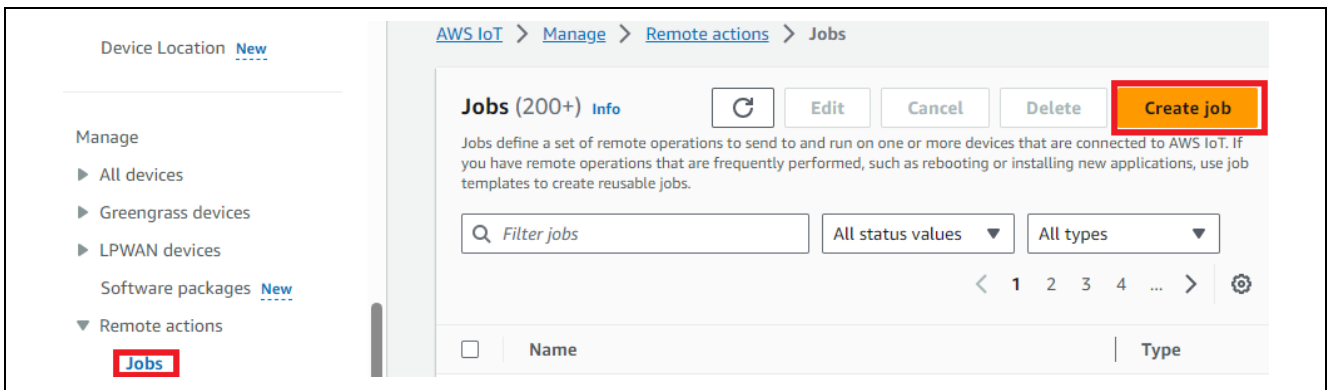 Device Location New
Manage
All devices
Greengrass devices
LPWAN devices
Software packages New
Remote actions
Jobs
AWS IoT > Manage > Remote actions > Jobs
Jobs (200+) Info
Edit
Cancel
Delete
Create job
Jobs define a set of remote operations to send to and run on one or more devices that are connected to AWS IoT. If
you have remote operations that are frequently performed, such as rebooting or installing new applications, use job
templates to create reusable jobs.
Filter jobs
All status values
All types
< 1 2 3 4 ... >
Name
Type